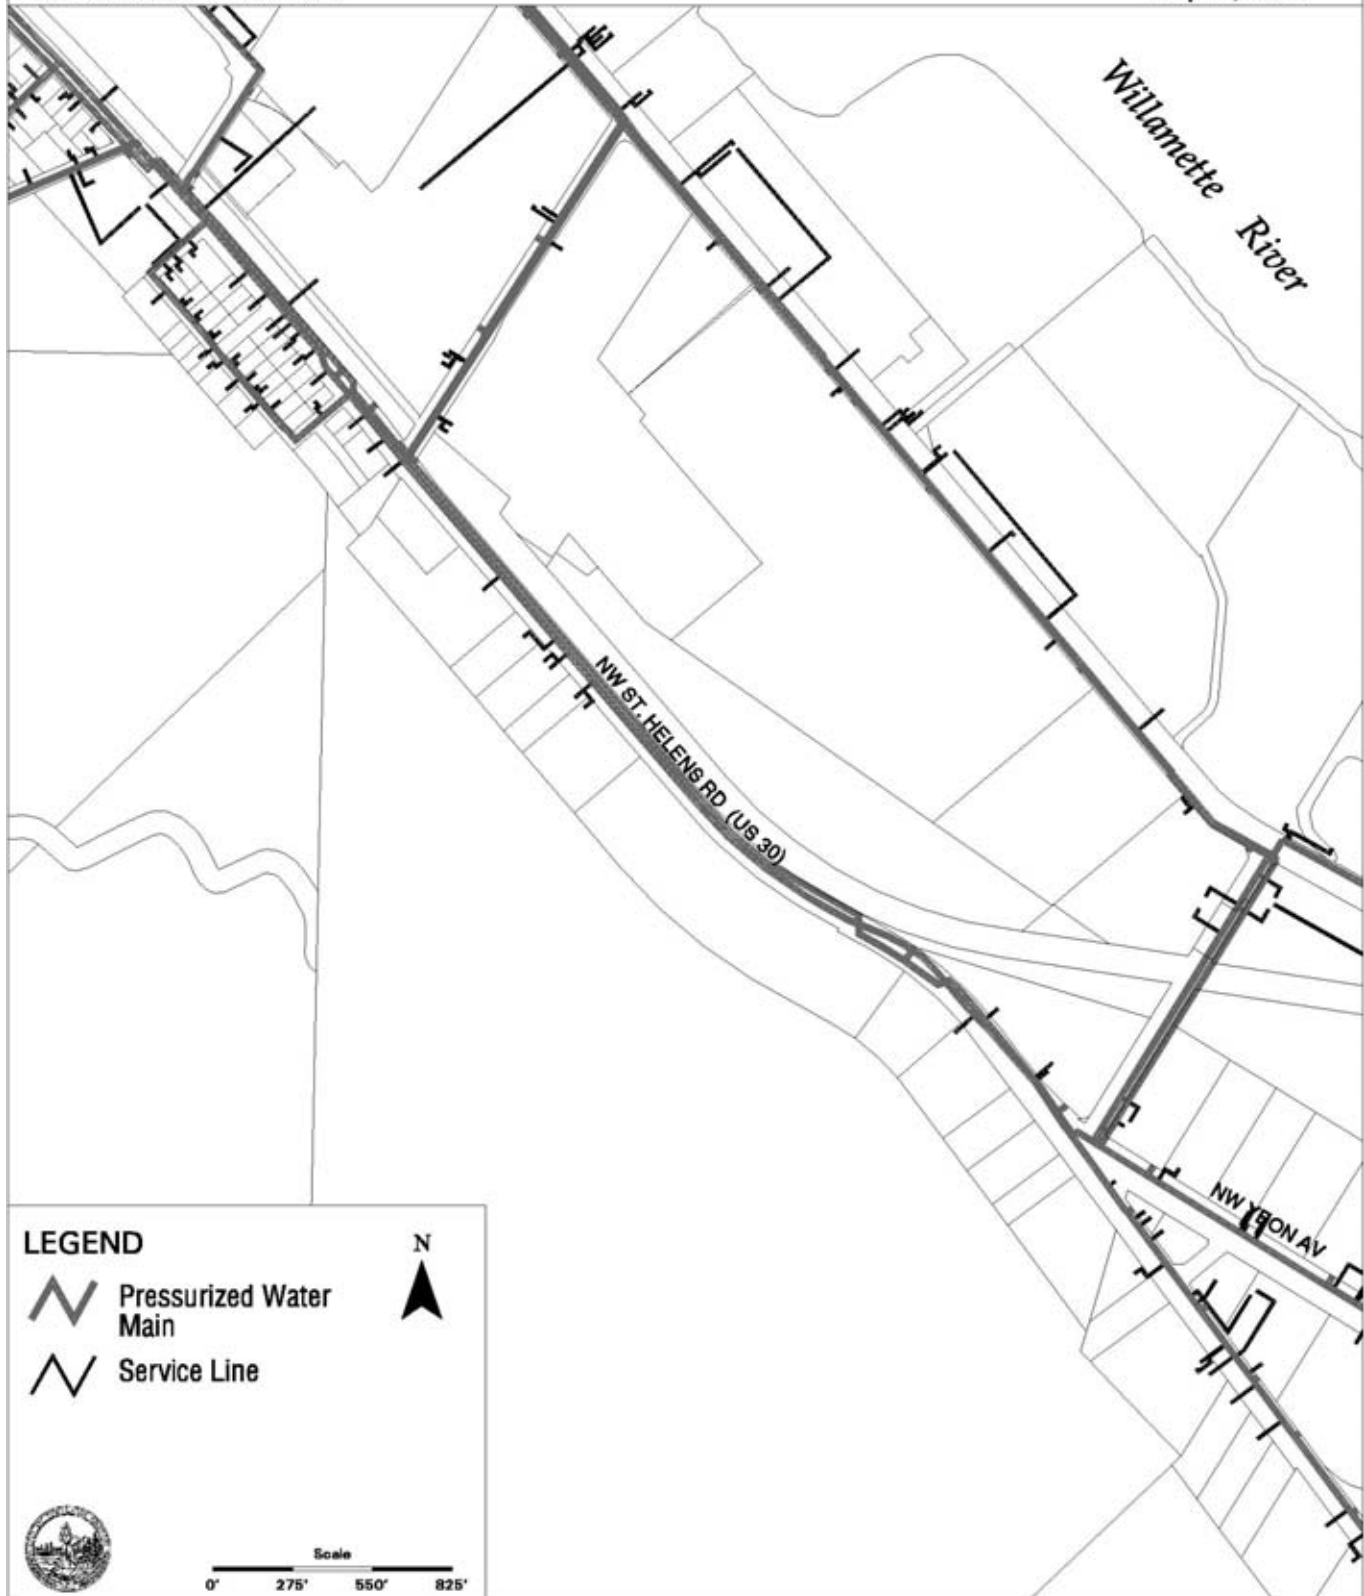 Willamette
River
NW ST. HELENS RD (US 30)
NW YEON AV
LEGEND
N
Pressurized Water
Main
Service Line
Scale
0' 275' 550' 825'